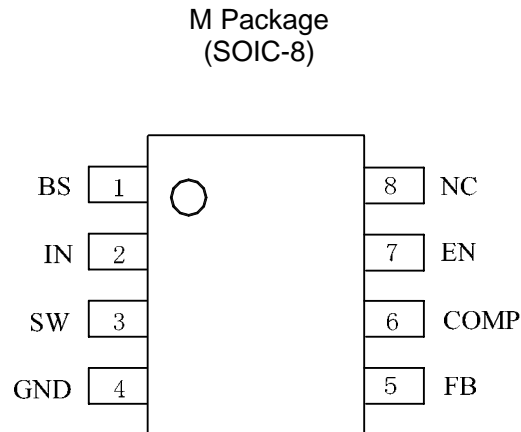 M Package
(SOIC-8)
BS 1 8 NC
IN 2 7 EN
SW 3 6 COMP
GND 4 5 FB